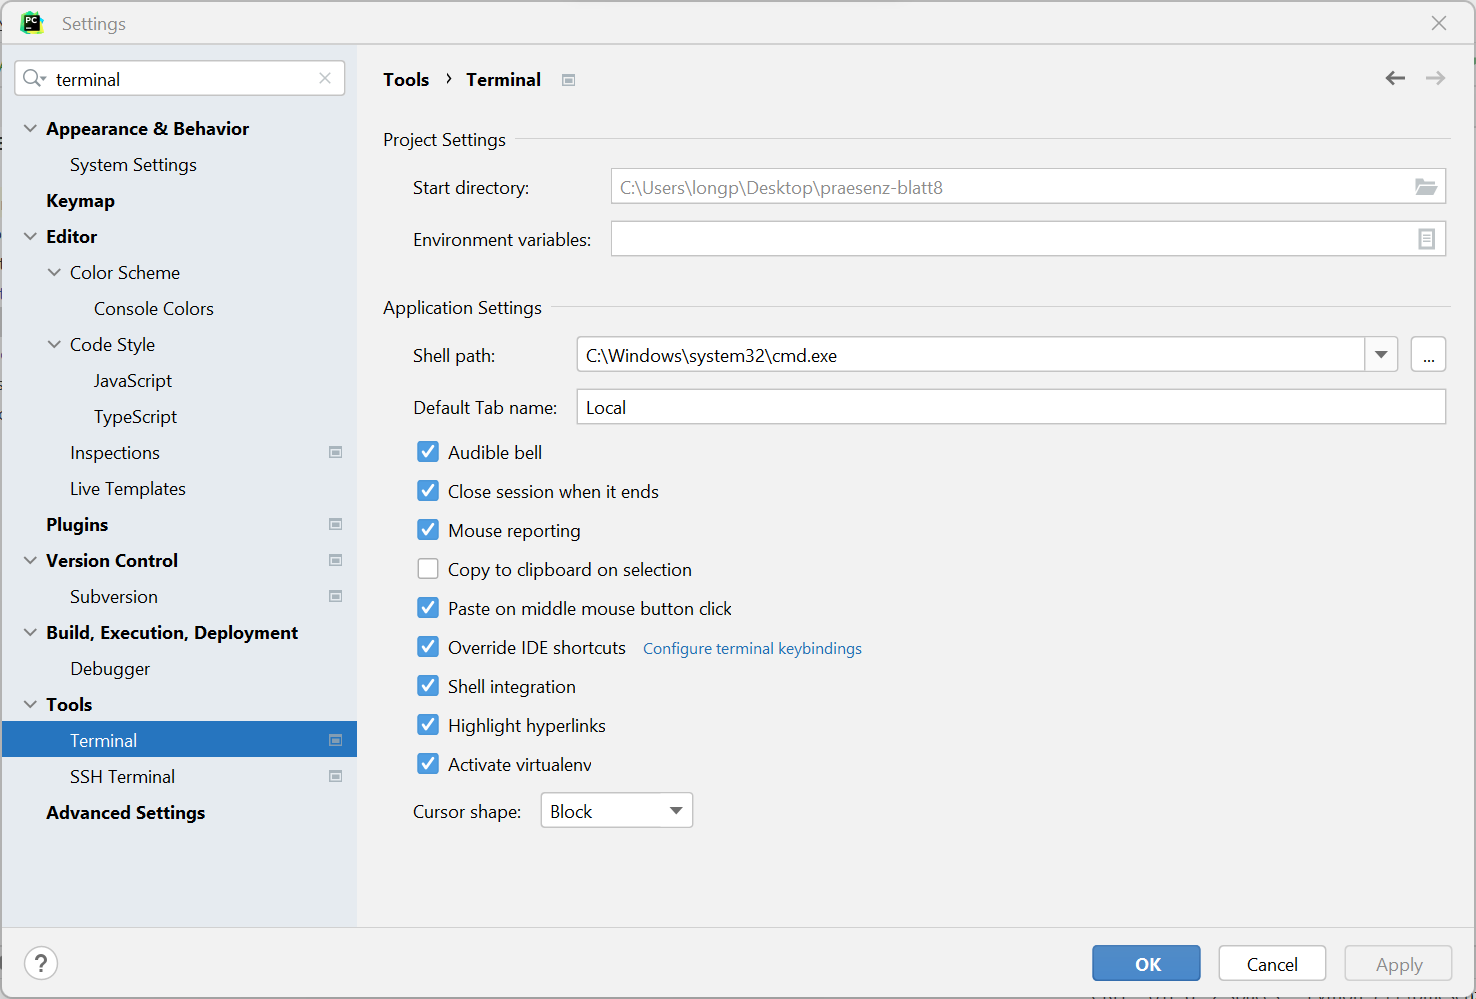 PC
Settings
terminal
Appearance & Behavior
System Settings
Keymap
Editor
Color Scheme
Console Colors
Code Style
JavaScript
TypeScript
Inspections
Live Templates
Plugins
Version Control
Subversion
Build, Execution, Deployment
Debugger
Tools
Terminal
SSH Terminal
Advanced Settings
Tools › Terminal
Project Settings
Start directory: C:\Users\longp\Desktop\praesenz-blatt8
Environment variables:
Application Settings
Shell path: C:\Windows\system32\cmd.exe ...
Default Tab name: Local
Audible bell
Close session when it ends
Mouse reporting
Copy to clipboard on selection
Paste on middle mouse button click
Override IDE shortcuts Configure terminal keybindings
Shell integration
Highlight hyperlinks
Activate virtualenv
Cursor shape: Block
? OK Cancel Apply